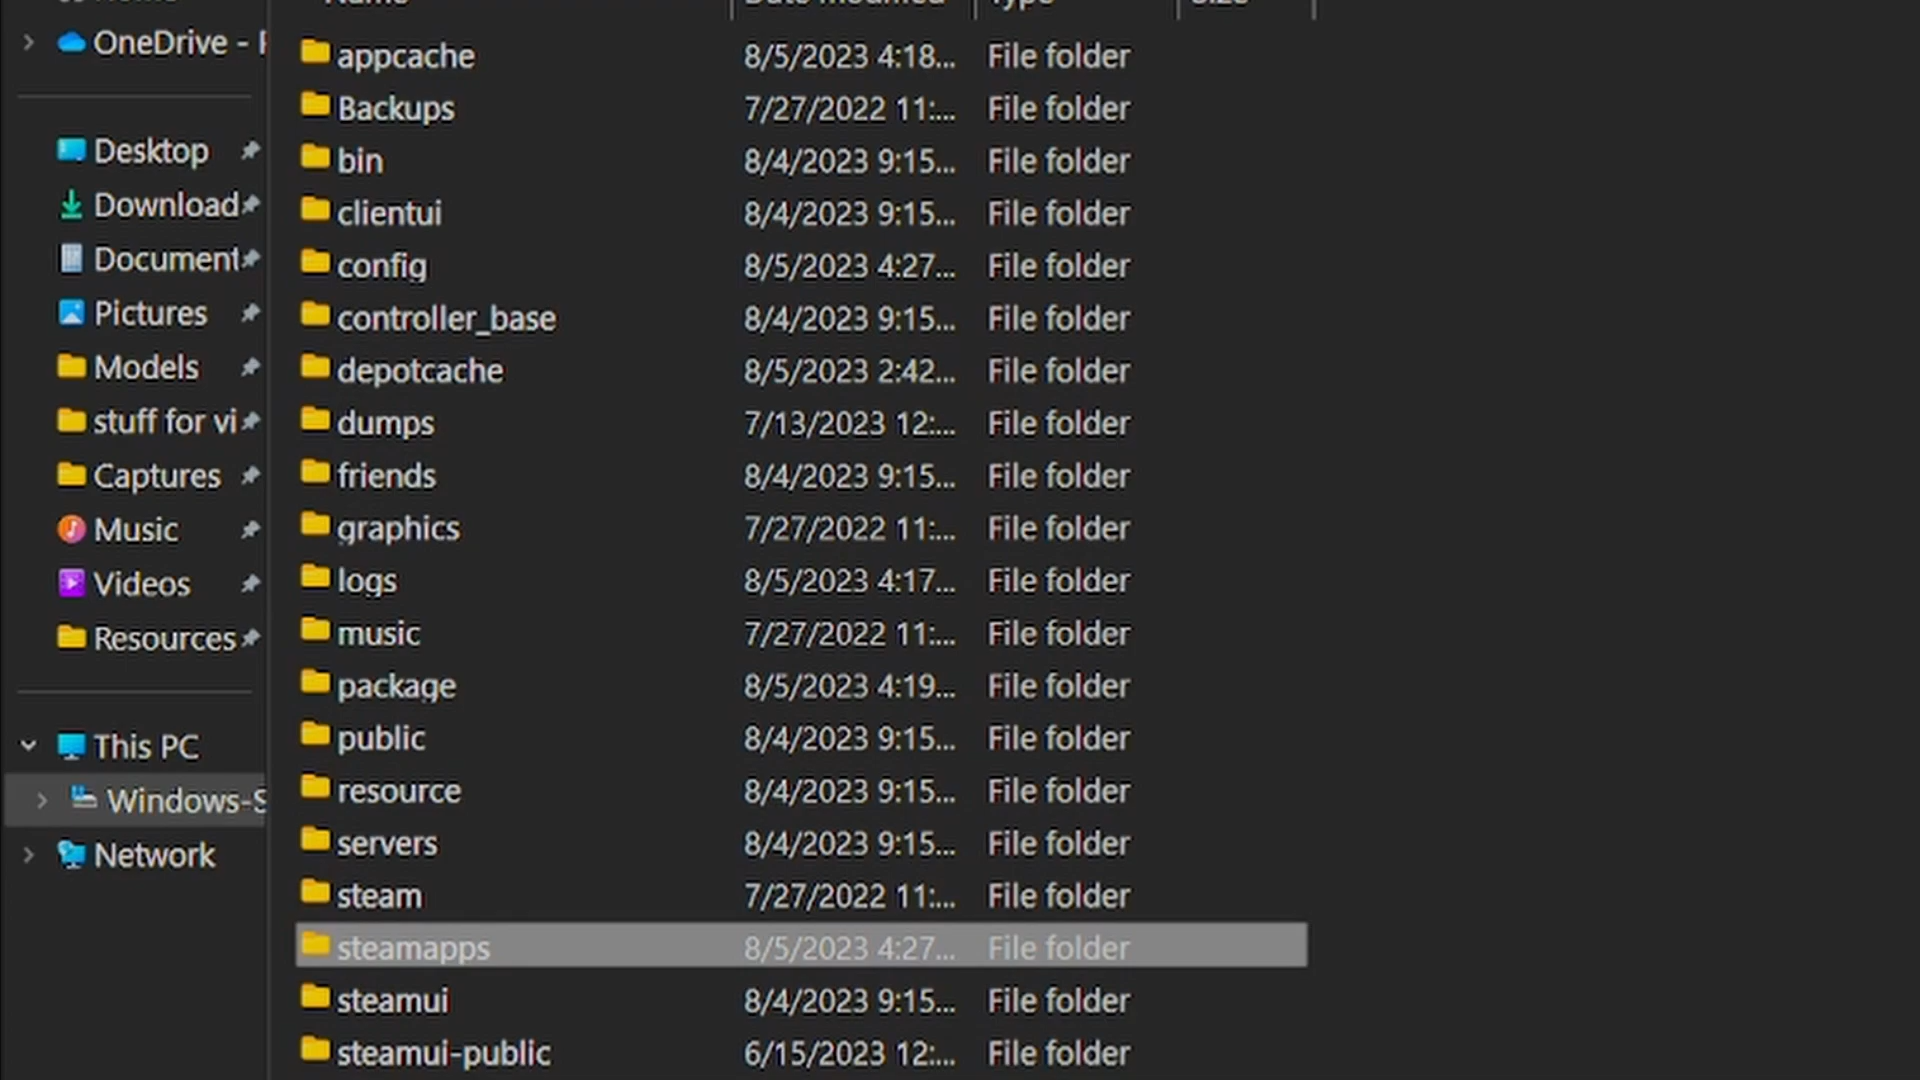 Home
Name Date modified Type Size
OneDrive - 
appcache 8/5/2023 4:18... File folder
Backups 7/27/2022 11:... File folder
Desktop
bin 8/4/2023 9:15... File folder
Download
clientui 8/4/2023 9:15... File folder
Document
config 8/5/2023 4:27... File folder
Pictures
controller_base 8/4/2023 9:15... File folder
Models
depotcache 8/5/2023 2:42... File folder
stuff for vi
dumps 7/13/2023 12:... File folder
Captures
friends 8/4/2023 9:15... File folder
Music
graphics 7/27/2022 11:... File folder
Videos
logs 8/5/2023 4:17... File folder
Resources
music 7/27/2022 11:... File folder
package 8/5/2023 4:19... File folder
This PC
public 8/4/2023 9:15... File folder
Windows-S
resource 8/4/2023 9:15... File folder
Network
servers 8/4/2023 9:15... File folder
steam 7/27/2022 11:... File folder
steamapps 8/5/2023 4:27... File folder
steamui 8/4/2023 9:15... File folder
steamui-public 6/15/2023 12:... File folder